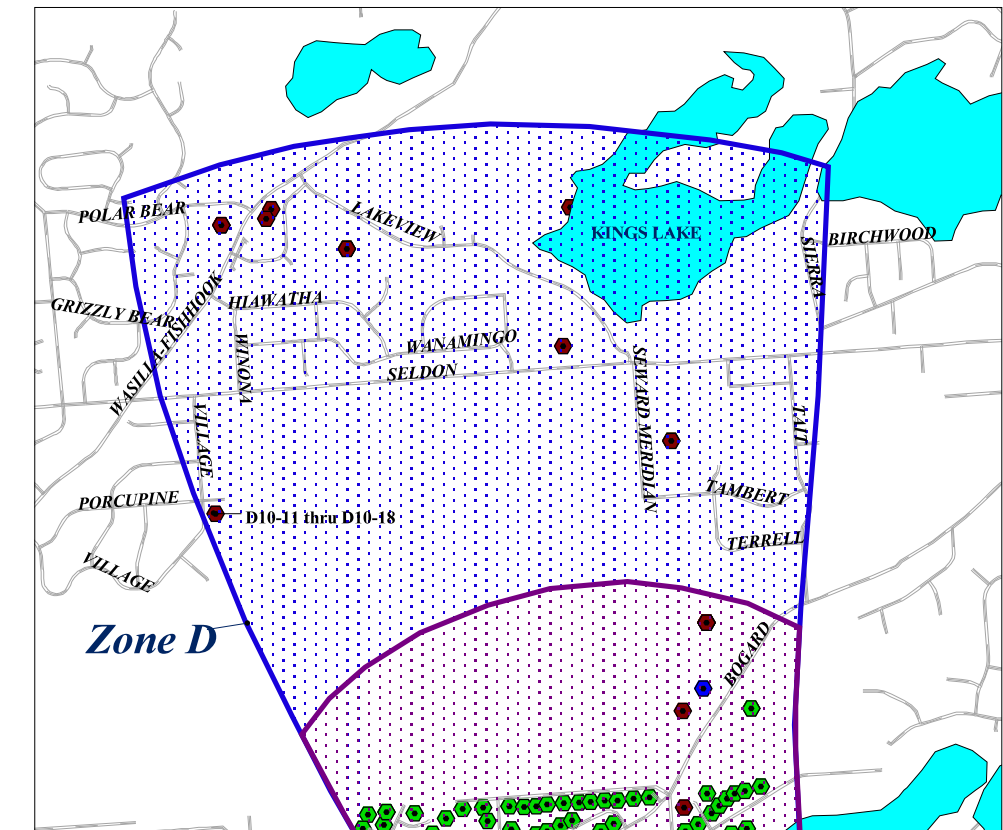 POLAR BEAR
LAKEVIEW
KINGS LAKE
BIRCHWOOD
SIERRA
GRIZZLY BEAR
HIAWATHA
WASILLA-FISHHOOK
WINONA
WANAMINGO
SELDON
SEWARD MERIDIAN
TAIT
VILLAGE
PORCUPINE
TAMBERT
D10-11 thru D10-18
TERRELL
VILLAGE
Zone D
BOGARD